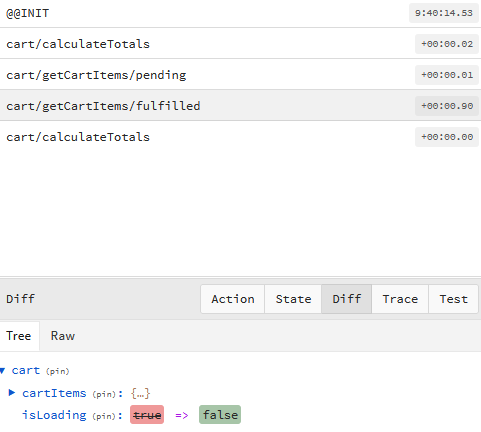 @@INIT 9:40:14.53
cart/calculateTotals +00:00.02
cart/getCartItems/pending +00:00.01
cart/getCartItems/fulfilled +00:00.90
cart/calculateTotals +00:00.00
Diff Action State Diff Trace Test
Tree Raw
▼ cart (pin)
▶ cartItems (pin): {…}
isLoading (pin): true => false